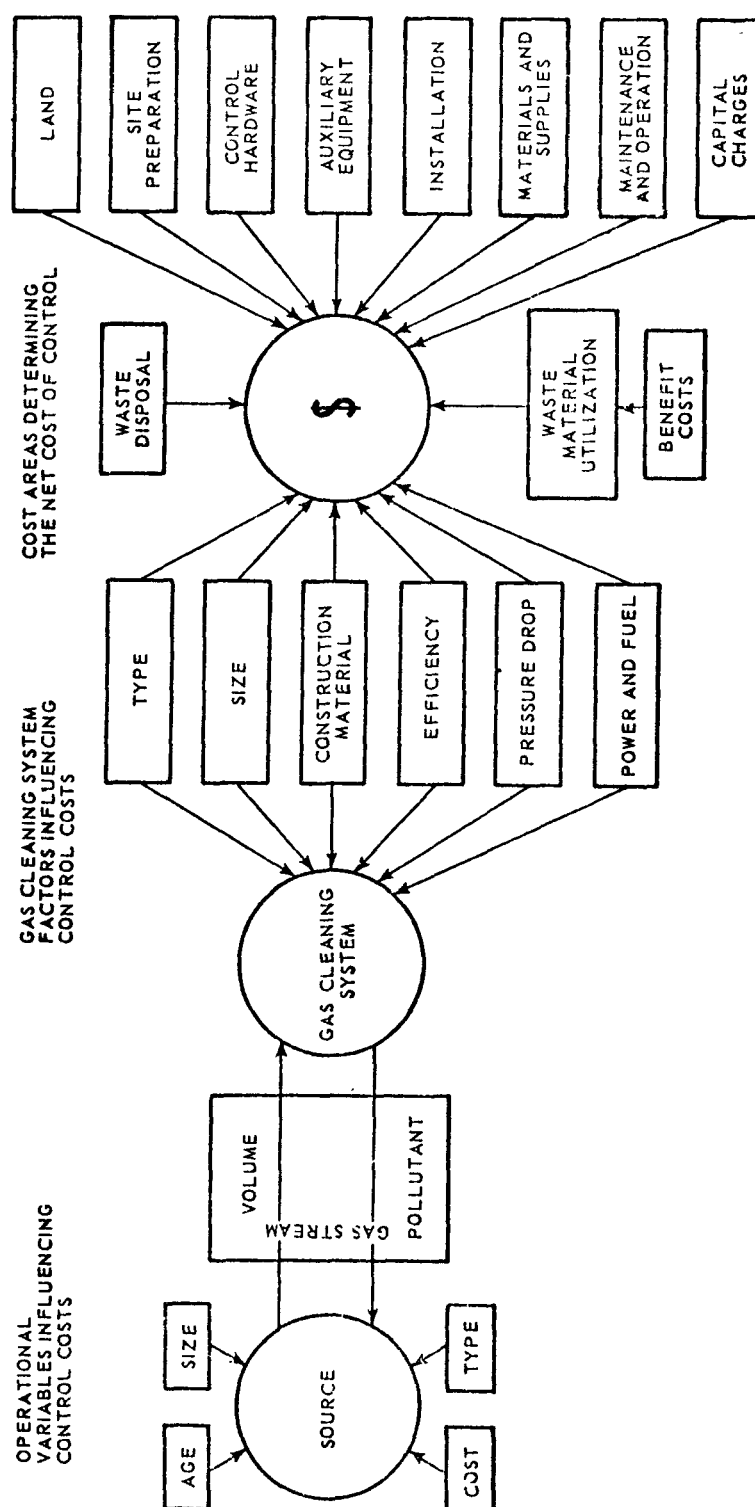 OPERATIONAL
VARIABLES INFLUENCING
CONTROL COSTS
AGE
SIZE
SOURCE
COST
TYPE
VOLUME
GAS STREAM
POLLUTANT
GAS CLEANING SYSTEM
FACTORS INFLUENCING
CONTROL COSTS
GAS CLEANING
SYSTEM
TYPE
SIZE
CONSTRUCTION
MATERIAL
EFFICIENCY
PRESSURE DROP
POWER AND FUEL
COST AREAS DETERMINING
THE NET COST OF CONTROL
WASTE
DISPOSAL
$
WASTE
MATERIAL
UTILIZATION
BENEFIT
COSTS
LAND
SITE
PREPARATION
CONTROL
HARDWARE
AUXILIARY
EQUIPMENT
INSTALLATION
MATERIALS AND
SUPPLIES
MAINTENANCE
AND OPERATION
CAPITAL
CHARGES